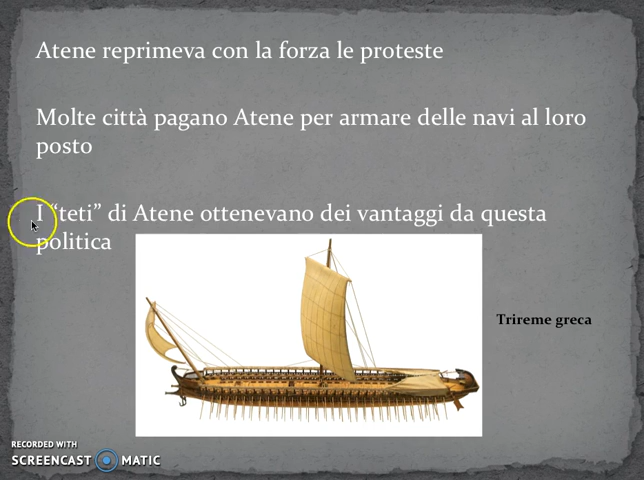 Atene reprimeva con la forza le proteste
Molte città pagano Atene per armare delle navi al loro
posto
I “teti” di Atene ottenevano dei vantaggi da questa
politica
Trireme greca
RECORDED WITH
SCREENCAST MATIC